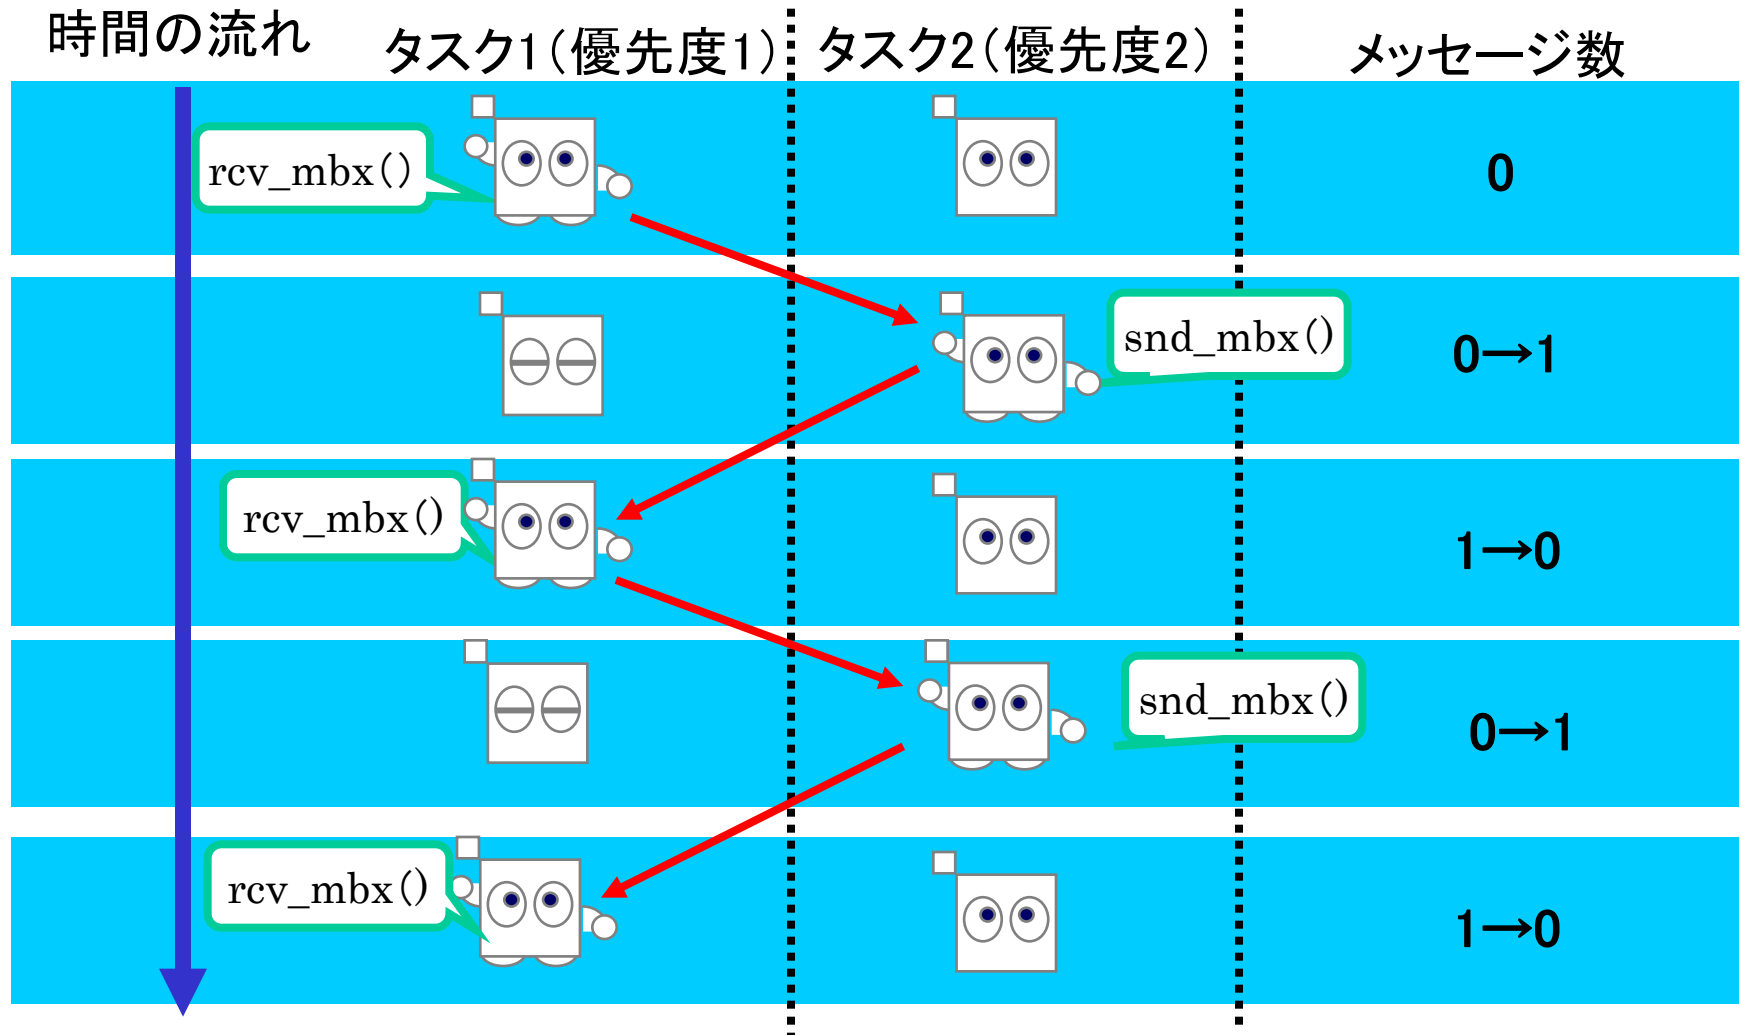 時間の流れ
タスク1(優先度1)
タスク2(優先度2)
メッセージ数
rcv_mbx()
0
snd_mbx()
0→1
rcv_mbx()
1→0
snd_mbx()
0→1
rcv_mbx()
1→0